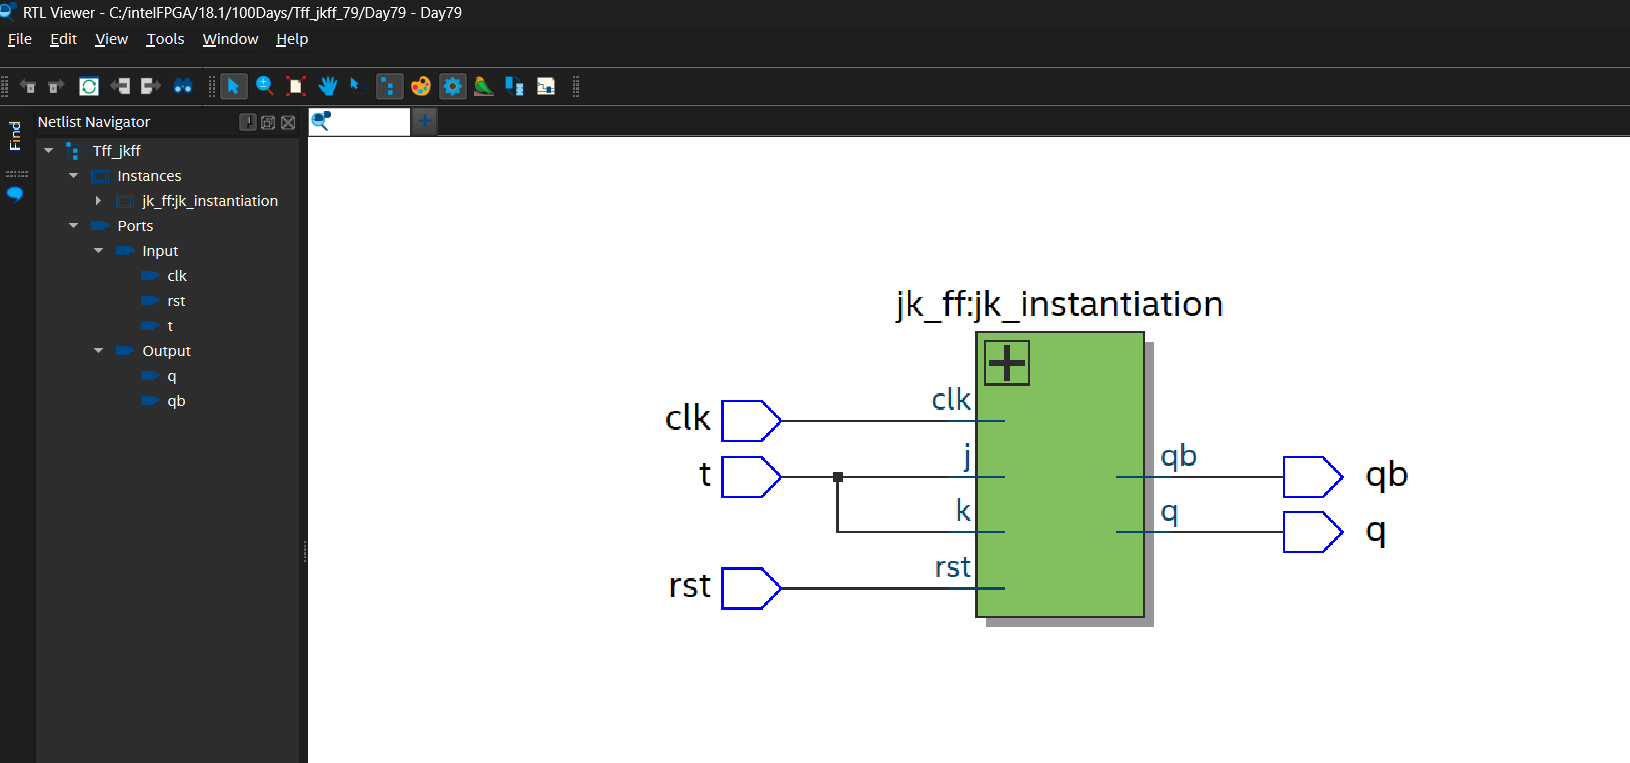 RTL Viewer - C:/intelFPGA/18.1/100Days/Tff_jkff_79/Day79 - Day79
File Edit View Tools Window Help
Find
Netlist Navigator
Tff_jkff
Instances
jk_ff:jk_instantiation
Ports
Input
clk
rst
t
Output
q
qb
jk_ff:jk_instantiation
clk clk
t j qb qb
k q q
rst rst